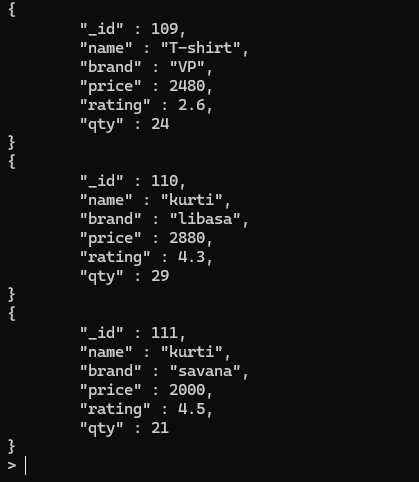 {
        "_id" : 109,
        "name" : "T-shirt",
        "brand" : "VP",
        "price" : 2480,
        "rating" : 2.6,
        "qty" : 24
}
{
        "_id" : 110,
        "name" : "kurti",
        "brand" : "libasa",
        "price" : 2880,
        "rating" : 4.3,
        "qty" : 29
}
{
        "_id" : 111,
        "name" : "kurti",
        "brand" : "savana",
        "price" : 2000,
        "rating" : 4.5,
        "qty" : 21
}
>